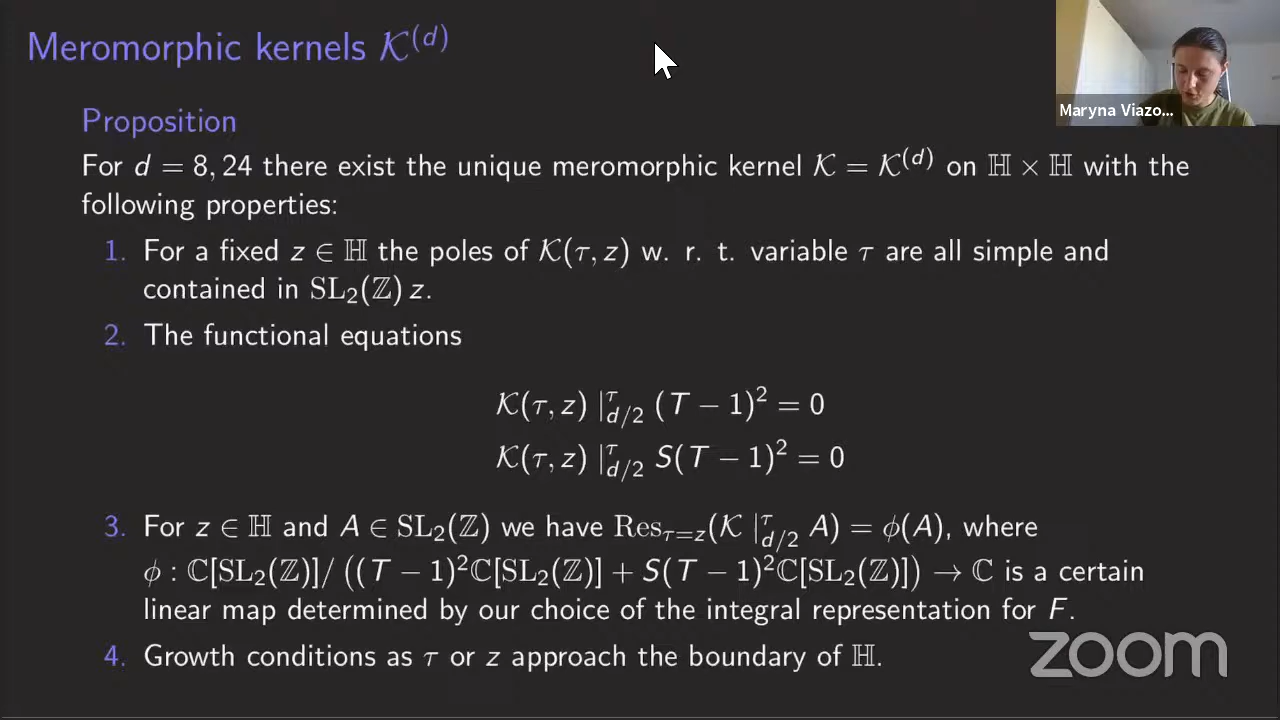 Meromorphic kernels 𝒦^(d)
Maryna Viazo...
Proposition
For d = 8, 24 there exist the unique meromorphic kernel 𝒦 = 𝒦^(d) on ℍ × ℍ with the
following properties:
1. For a fixed z ∈ ℍ the poles of 𝒦(τ, z) w. r. t. variable τ are all simple and
contained in SL₂(ℤ) z.
2. The functional equations
𝒦(τ, z) |^τ_{d/2} (T − 1)² = 0
𝒦(τ, z) |^τ_{d/2} S(T − 1)² = 0
3. For z ∈ ℍ and A ∈ SL₂(ℤ) we have Res_{τ=z}(𝒦 |^τ_{d/2} A) = ϕ(A), where
ϕ : ℂ[SL₂(ℤ)]/ ((T − 1)²ℂ[SL₂(ℤ)] + S(T − 1)²ℂ[SL₂(ℤ)]) → ℂ is a certain
linear map determined by our choice of the integral representation for F.
4. Growth conditions as τ or z approach the boundary of ℍ.
zoom